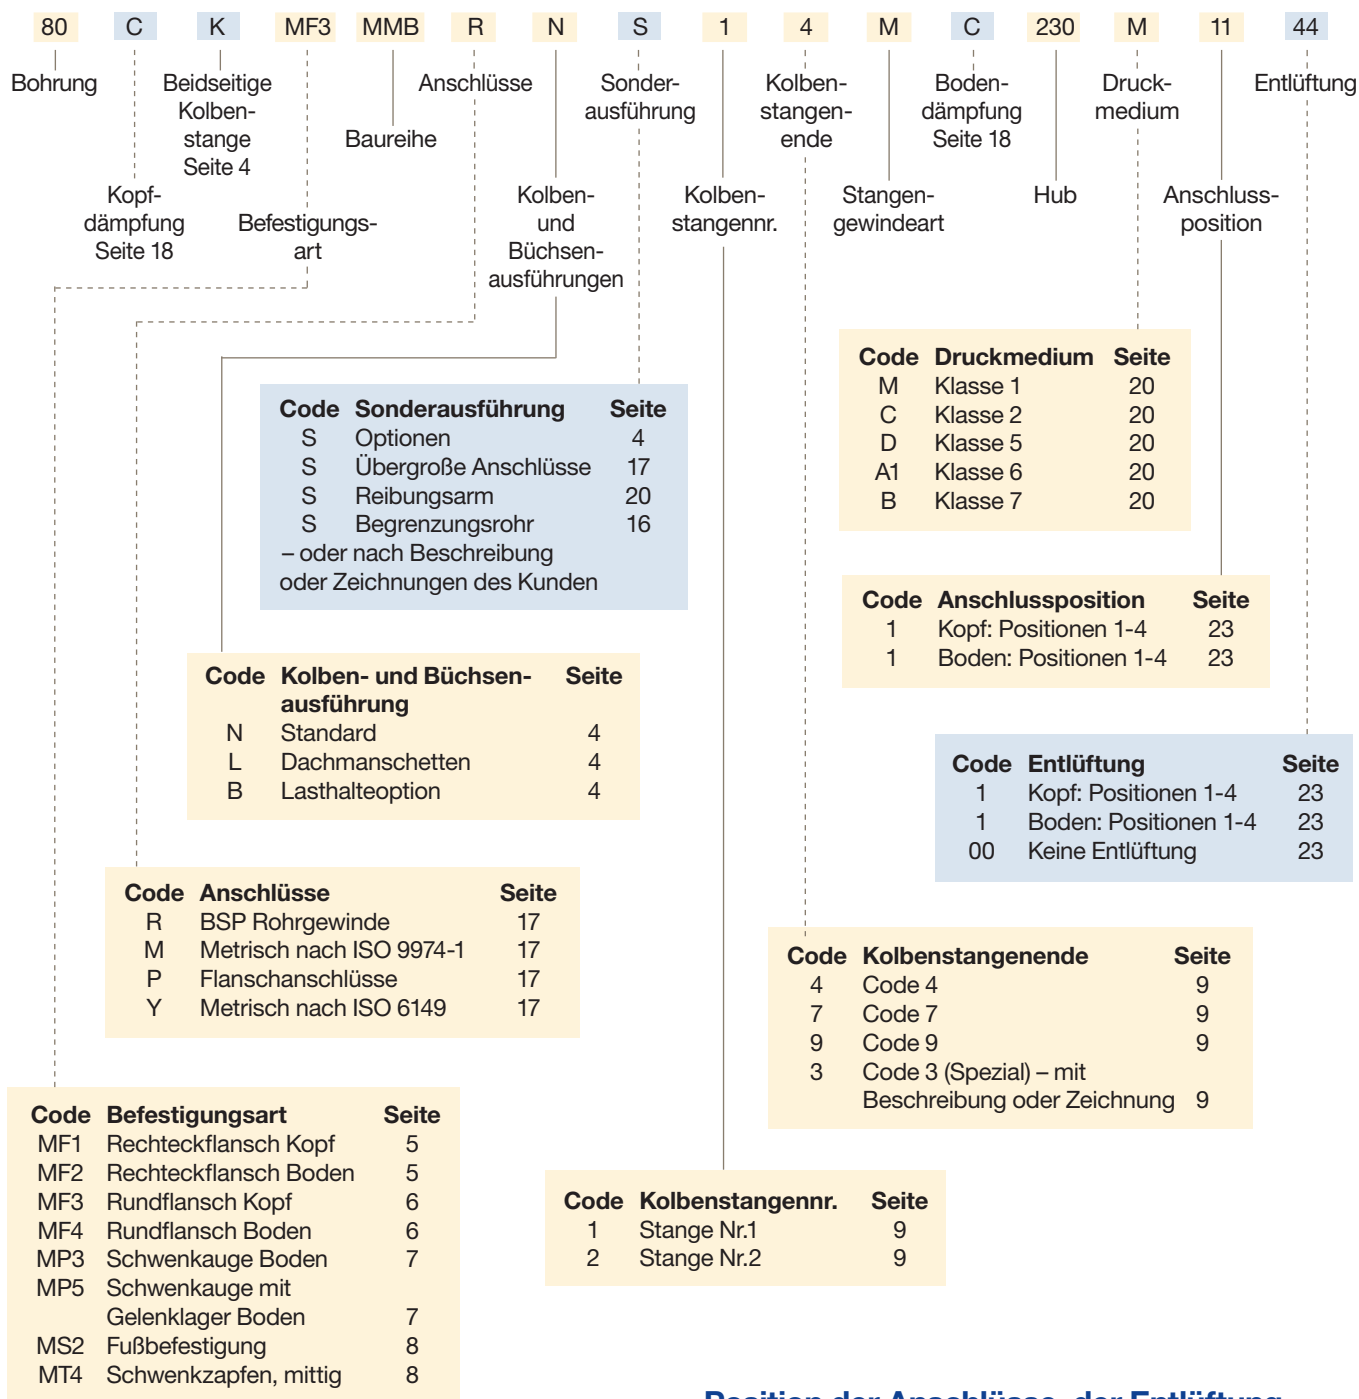 80 C K MF3 MMB R N S 1 4 M C 230 M 11 44
Bohrung
Kopf-
dämpfung
Seite 18
Beidseitige
Kolben-
stange
Seite 4
Befestigungs-
art
Baureihe
Anschlüsse
Kolben-
und
Büchsen-
ausführungen
Sonder-
ausführung
Kolben-
stangennr.
Kolben-
stangen-
ende
Stangen-
gewindeart
Boden-
dämpfung
Seite 18
Hub
Druck-
medium
Anschluss-
position
Entlüftung
Code Druckmedium Seite
M Klasse 1 20
C Klasse 2 20
D Klasse 5 20
A1 Klasse 6 20
B Klasse 7 20
Code Sonderausführung Seite
S Optionen 4
S Übergroße Anschlüsse 17
S Reibungsarm 20
S Begrenzungsrohr 16
– oder nach Beschreibung
oder Zeichnungen des Kunden
Code Anschlussposition Seite
1 Kopf: Positionen 1-4 23
1 Boden: Positionen 1-4 23
Code Kolben- und Büchsen- Seite
ausführung
N Standard 4
L Dachmanschetten 4
B Lasthalteoption 4
Code Entlüftung Seite
1 Kopf: Positionen 1-4 23
1 Boden: Positionen 1-4 23
00 Keine Entlüftung 23
Code Anschlüsse Seite
R BSP Rohrgewinde 17
M Metrisch nach ISO 9974-1 17
P Flanschanschlüsse 17
Y Metrisch nach ISO 6149 17
Code Kolbenstangenende Seite
4 Code 4 9
7 Code 7 9
9 Code 9 9
3 Code 3 (Spezial) – mit
Beschreibung oder Zeichnung 9
Code Befestigungsart Seite
MF1 Rechteckflansch Kopf 5
MF2 Rechteckflansch Boden 5
MF3 Rundflansch Kopf 6
MF4 Rundflansch Boden 6
MP3 Schwenkauge Boden 7
MP5 Schwenkauge mit
Gelenklager Boden 7
MS2 Fußbefestigung 8
MT4 Schwenkzapfen, mittig 8
Code Kolbenstangennr. Seite
1 Stange Nr.1 9
2 Stange Nr.2 9
Position der Anschlüsse, der Entlüftung